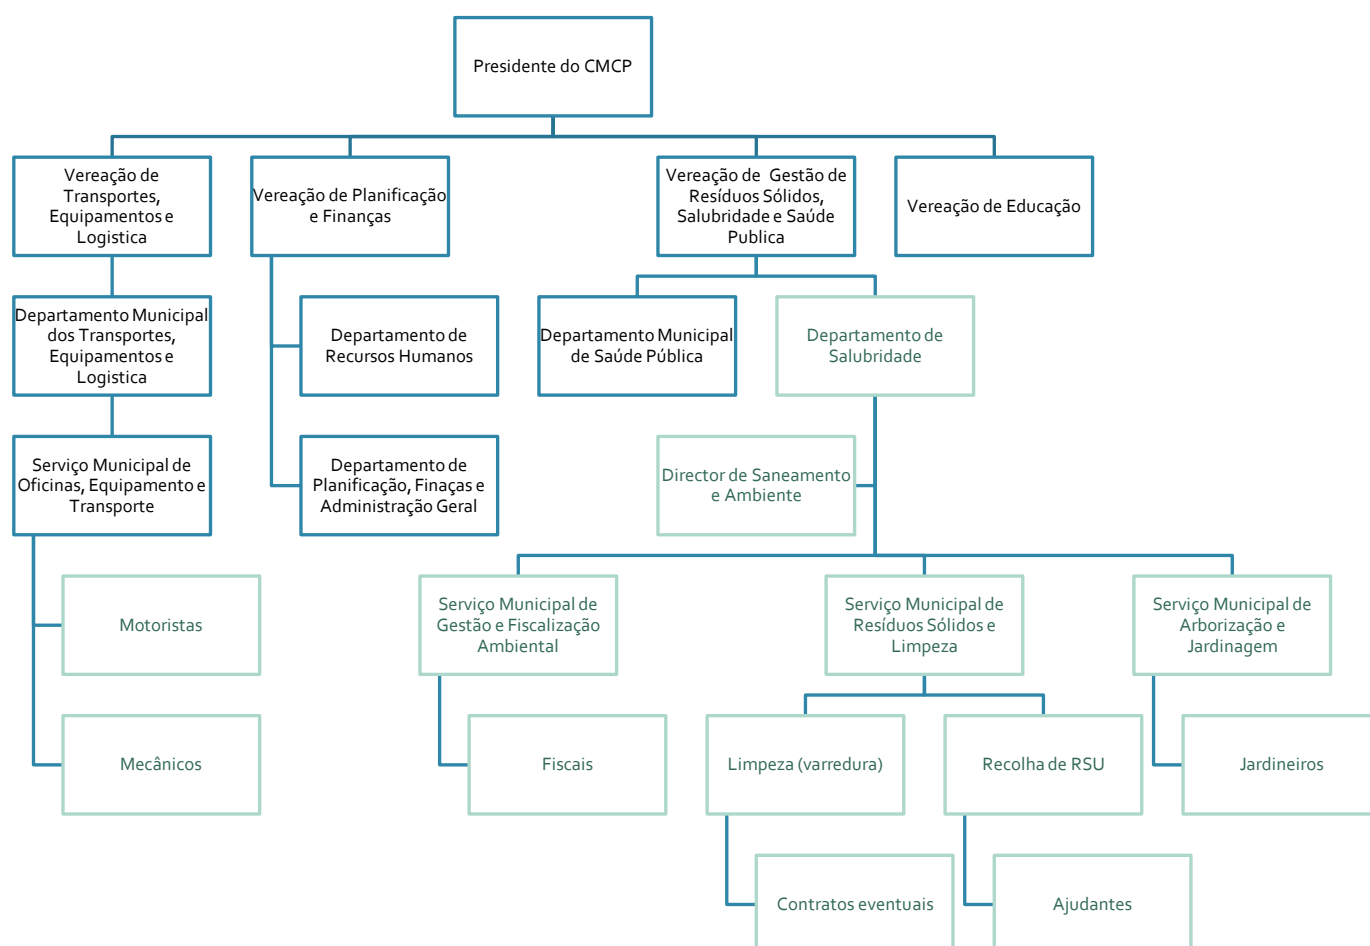 Presidente do CMCP
Vereação de
Transportes,
Equipamentos e
Logistica
Vereação de Planificação
e Finanças
Vereação de Gestão de
Resíduos Sólidos,
Salubridade e Saúde
Publica
Vereação de Educação
Departamento Municipal
dos Transportes,
Equipamentos e
Logistica
Departamento de
Recursos Humanos
Departamento Municipal
de Saúde Pública
Departamento de
Salubridade
Serviço Municipal de
Oficinas, Equipamento e
Transporte
Departamento de
Planificação, Finaças e
Administração Geral
Director de Saneamento
e Ambiente
Motoristas
Serviço Municipal de
Gestão e Fiscalização
Ambiental
Serviço Municipal de
Resíduos Sólidos e
Limpeza
Serviço Municipal de
Arborização e
Jardinagem
Mecânicos
Fiscais
Limpeza (varredura)
Recolha de RSU
Jardineiros
Contratos eventuais
Ajudantes